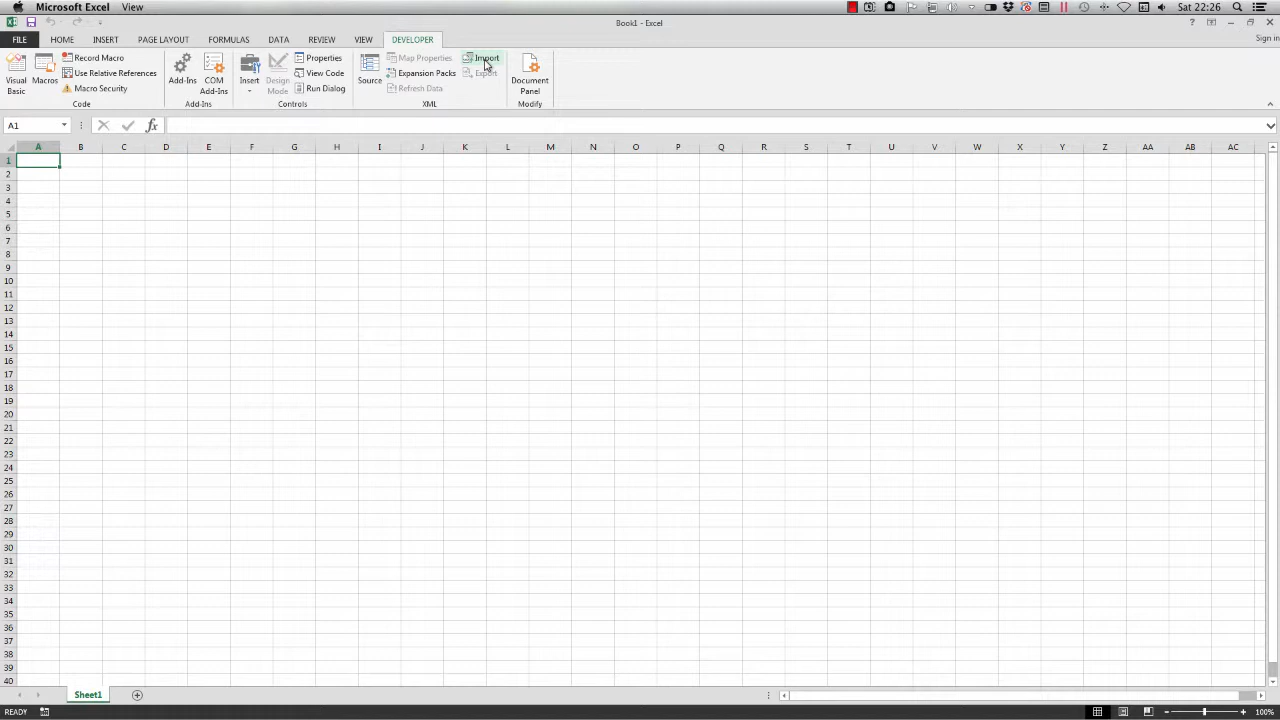 Microsoft Excel View Sat 22:26
Book1 - Excel
FILE HOME INSERT PAGE LAYOUT FORMULAS DATA REVIEW VIEW DEVELOPER Sign in
Visual Basic
Macros
Record Macro
Use Relative References
Macro Security
Code
Add-Ins
COM Add-Ins
Add-Ins
Insert
Design Mode
Properties
View Code
Run Dialog
Controls
Source
Map Properties
Expansion Packs
Refresh Data
Import
Export
XML
Document Panel
Modify
A1 fx
A B C D E F G H I J K L M N O P Q R S T U V W X Y Z AA AB AC
1
2
3
4
5
6
7
8
9
10
11
12
13
14
15
16
17
18
19
20
21
22
23
24
25
26
27
28
29
30
31
32
33
34
35
36
37
38
39
40
Sheet1
READY 100%